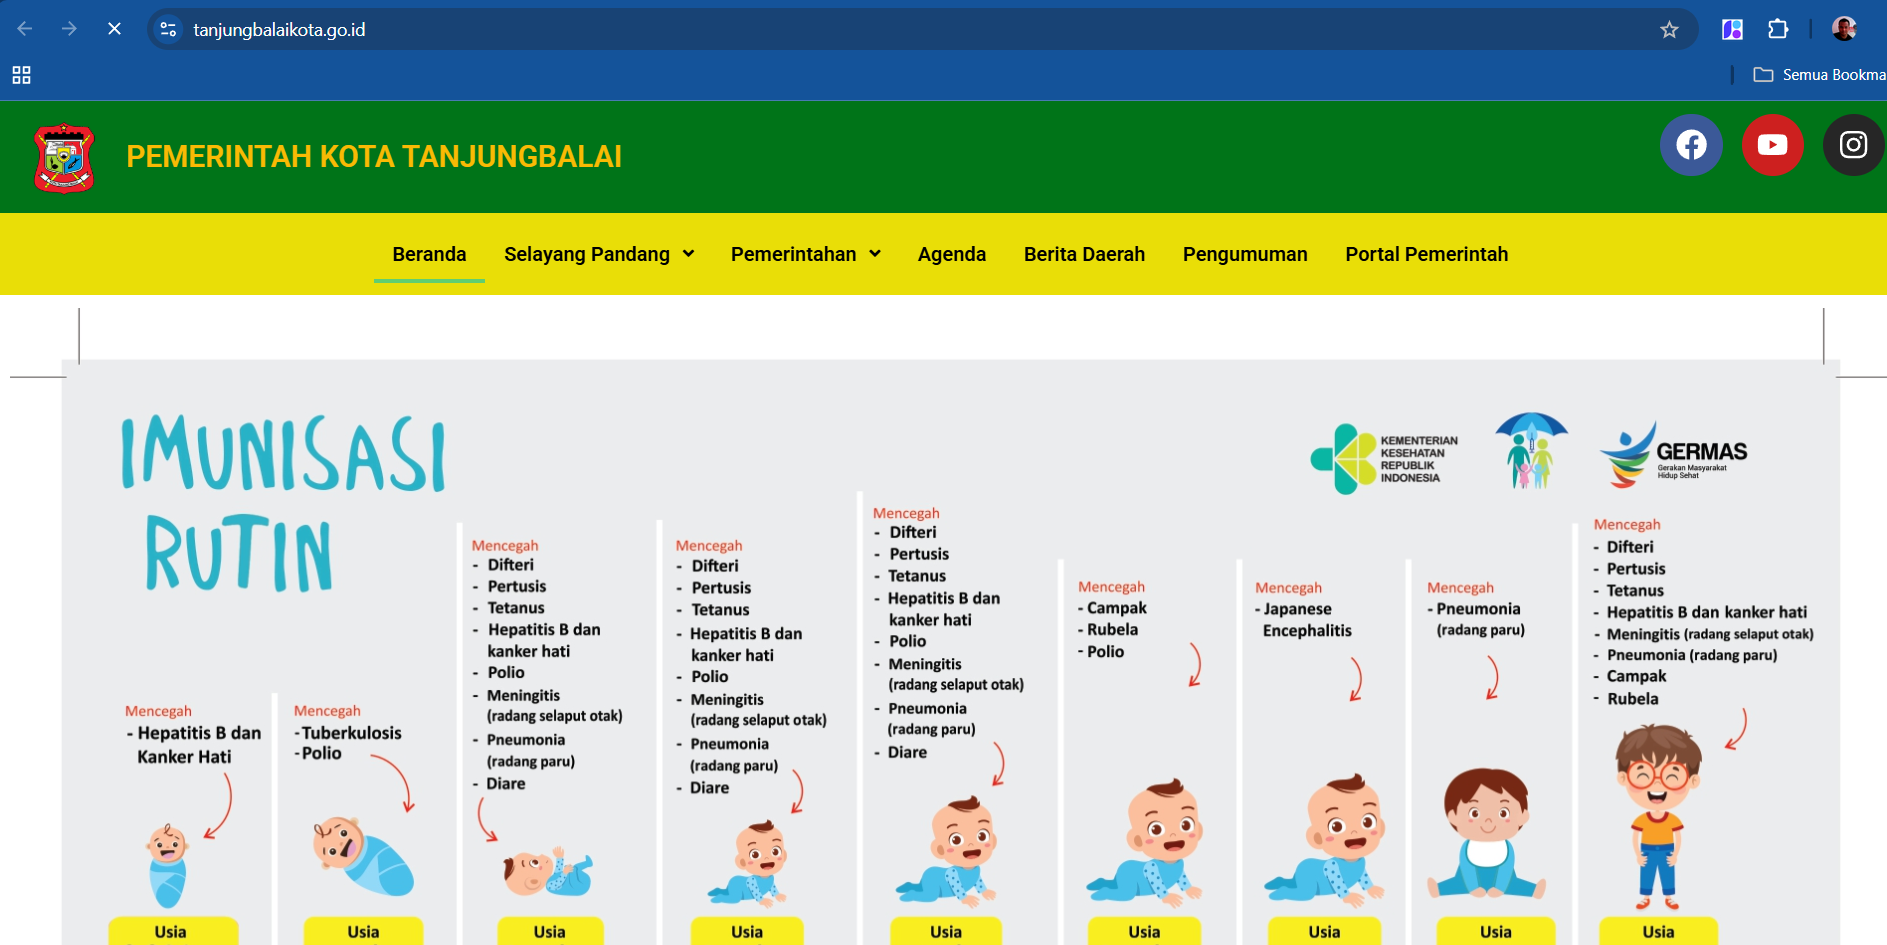 tanjungbalaikota.go.id
Semua Bookma
PEMERINTAH KOTA TANJUNGBALAI
Beranda
Selayang Pandang
Pemerintahan
Agenda
Berita Daerah
Pengumuman
Portal Pemerintah
IMUNISASI
RUTIN
KEMENTERIAN
KESEHATAN
REPUBLIK
INDONESIA
GERMAS
Gerakan Masyarakat
Hidup Sehat
Mencegah
- Hepatitis B dan
Kanker Hati
Usia
Mencegah
- Tuberkulosis
- Polio
Usia
Mencegah
- Difteri
- Pertusis
- Tetanus
- Hepatitis B dan
kanker hati
- Polio
- Meningitis
(radang selaput otak)
- Pneumonia
(radang paru)
- Diare
Usia
Mencegah
- Difteri
- Pertusis
- Tetanus
- Hepatitis B dan
kanker hati
- Polio
- Meningitis
(radang selaput otak)
- Pneumonia
(radang paru)
- Diare
Usia
Mencegah
- Difteri
- Pertusis
- Tetanus
- Hepatitis B dan
kanker hati
- Polio
- Meningitis
(radang selaput otak)
- Pneumonia
(radang paru)
- Diare
Usia
Mencegah
- Campak
- Rubela
- Polio
Usia
Mencegah
- Japanese
Encephalitis
Usia
Mencegah
- Pneumonia
(radang paru)
Usia
Mencegah
- Difteri
- Pertusis
- Tetanus
- Hepatitis B dan kanker hati
- Meningitis (radang selaput otak)
- Pneumonia (radang paru)
- Campak
- Rubela
Usia